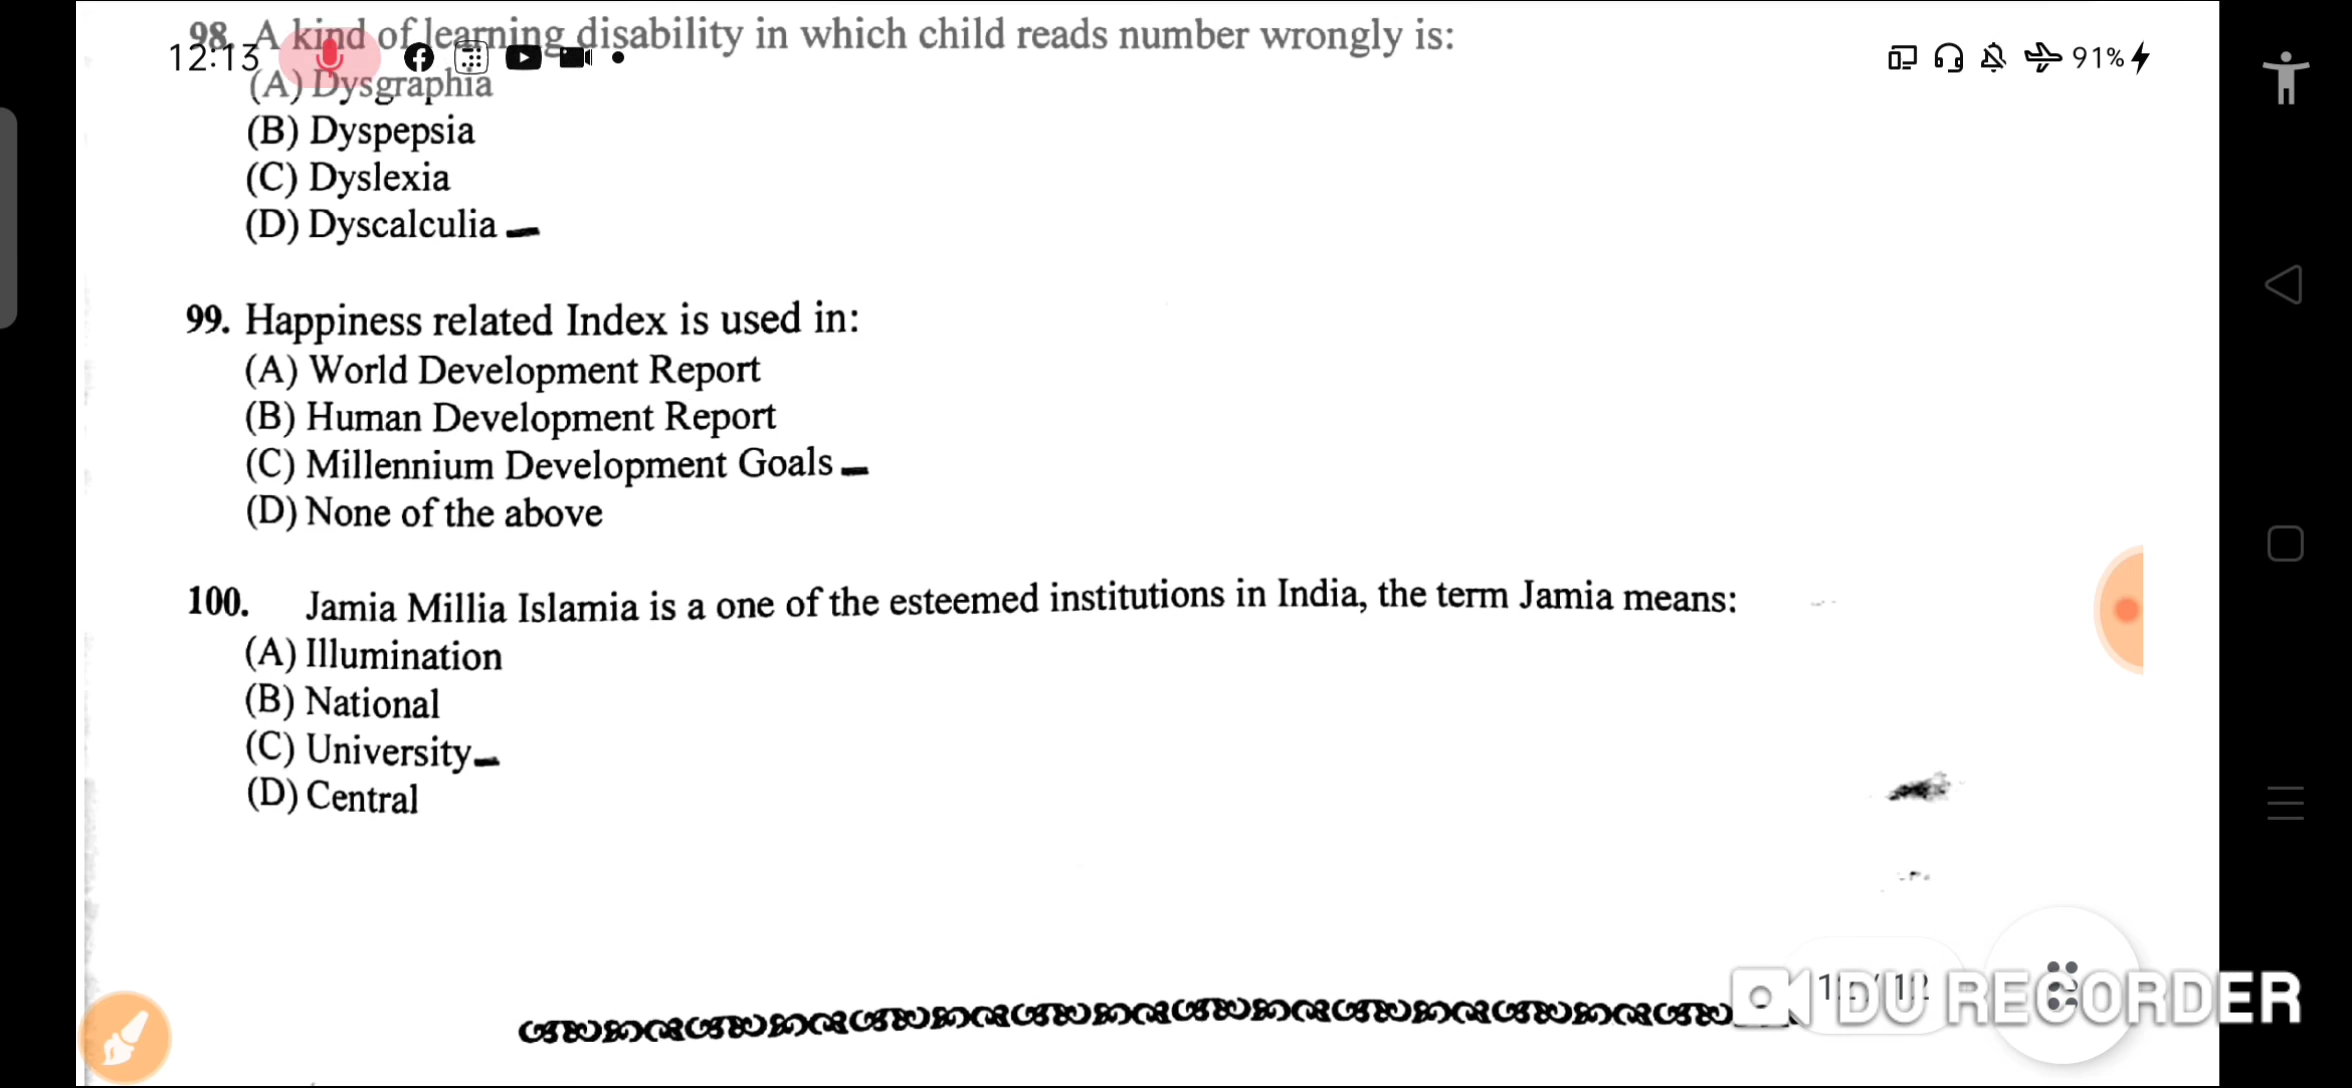 98. A kind of learning disability in which child reads number wrongly is:
12:13
91%
(A) Dysgraphia
(B) Dyspepsia
(C) Dyslexia
(D) Dyscalculia
99. Happiness related Index is used in:
(A) World Development Report
(B) Human Development Report
(C) Millennium Development Goals
(D) None of the above
100. Jamia Millia Islamia is a one of the esteemed institutions in India, the term Jamia means:
(A) Illumination
(B) National
(C) University
(D) Central
DU RECORDER